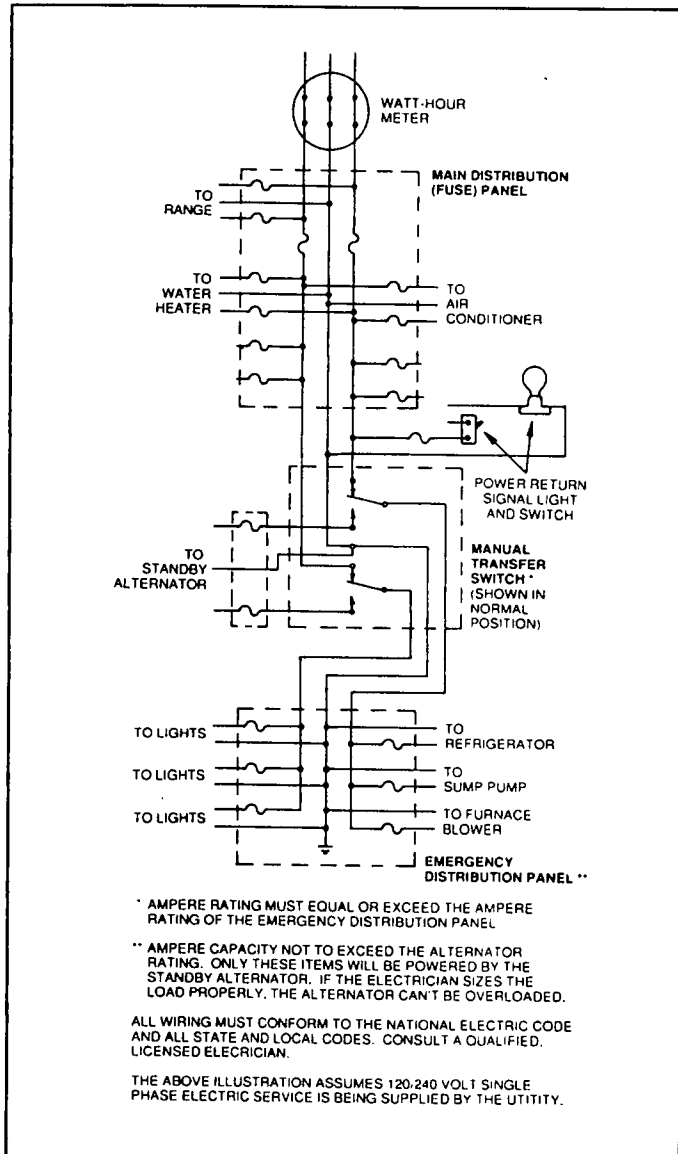 WATT-HOUR
METER
MAIN DISTRIBUTION
(FUSE) PANEL
TO
RANGE
TO
WATER
HEATER
TO
AIR
CONDITIONER
POWER RETURN
SIGNAL LIGHT
AND SWITCH
TO
STANDBY
ALTERNATOR
MANUAL
TRANSFER
SWITCH *
(SHOWN IN
NORMAL
POSITION)
TO LIGHTS
TO LIGHTS
TO LIGHTS
TO
REFRIGERATOR
TO
SUMP PUMP
TO FURNACE
BLOWER
EMERGENCY
DISTRIBUTION PANEL **
* AMPERE RATING MUST EQUAL OR EXCEED THE AMPERE
RATING OF THE EMERGENCY DISTRIBUTION PANEL
** AMPERE CAPACITY NOT TO EXCEED THE ALTERNATOR
RATING. ONLY THESE ITEMS WILL BE POWERED BY THE
STANDBY ALTERNATOR. IF THE ELECTRICIAN SIZES THE
LOAD PROPERLY, THE ALTERNATOR CAN'T BE OVERLOADED.
ALL WIRING MUST CONFORM TO THE NATIONAL ELECTRIC CODE
AND ALL STATE AND LOCAL CODES. CONSULT A QUALIFIED,
LICENSED ELECRICIAN.
THE ABOVE ILLUSTRATION ASSUMES 120/240 VOLT SINGLE
PHASE ELECTRIC SERVICE IS BEING SUPPLIED BY THE UTITITY.